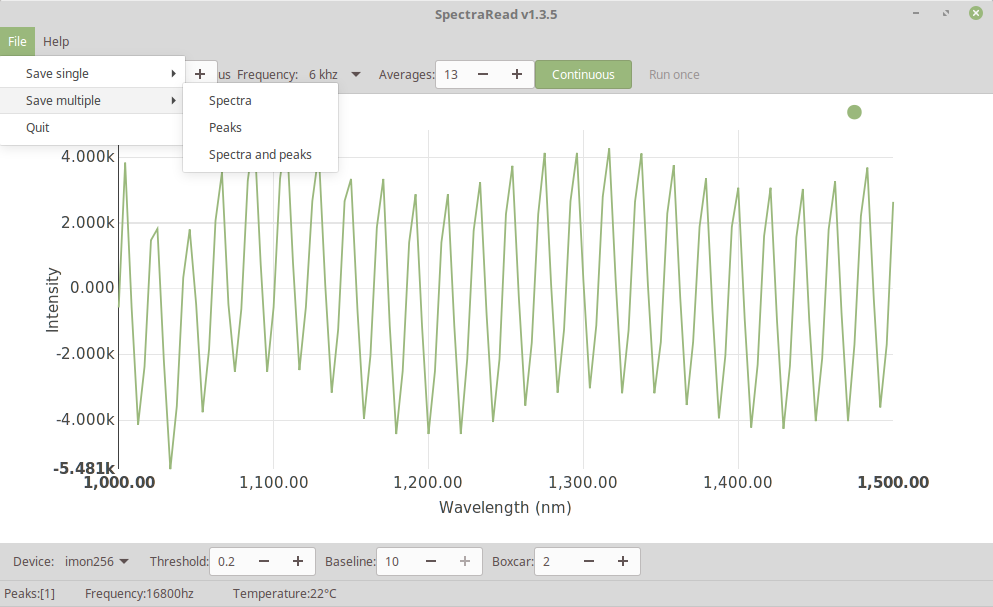 SpectraRead v1.3.5
File Help
Save single
Save multiple
Quit
Spectra
Peaks
Spectra and peaks
us Frequency: 6 khz Averages: 13 Continuous Run once
4.000k
2.000k
0.000
-2.000k
-4.000k
-5.481k
Intensity
1,000.00 1,100.00 1,200.00 1,300.00 1,400.00 1,500.00
Wavelength (nm)
Device: imon256 Threshold: 0.2 Baseline: 10 Boxcar: 2
Peaks:[1] Frequency:16800hz Temperature:22°C